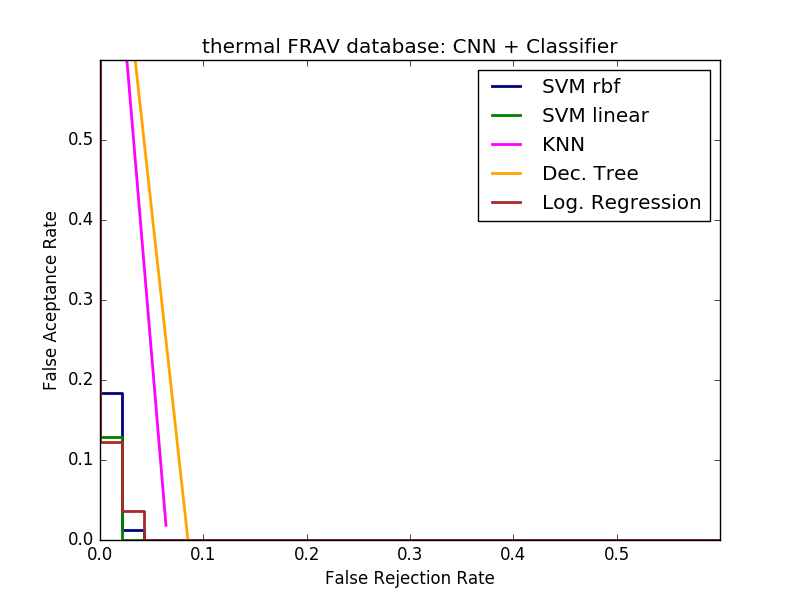 thermal FRAV database: CNN + Classifier
SVM rbf
SVM linear
KNN
Dec. Tree
Log. Regression
False Aceptance Rate
0.5
0.4
0.3
0.2
0.1
0.0
0.0 0.1 0.2 0.3 0.4 0.5
False Rejection Rate